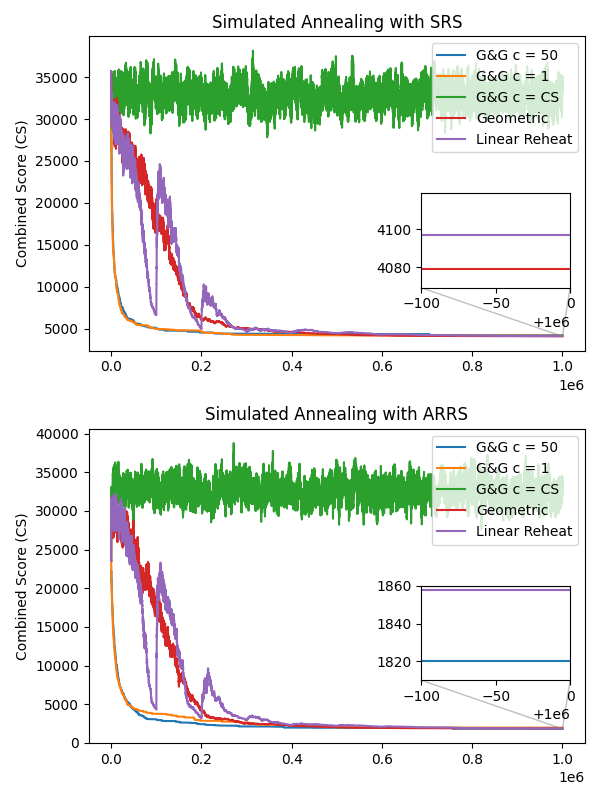 Simulated Annealing with SRS
Combined Score (CS)
35000
30000
25000
20000
15000
10000
5000
G&G c = 50
G&G c = 1
G&G c = CS
Geometric
Linear Reheat
4100
4080
−100
−50
0
+1e6
0.0
0.2
0.4
0.6
0.8
1.0
1e6
Simulated Annealing with ARRS
Combined Score (CS)
40000
35000
30000
25000
20000
15000
10000
5000
0
G&G c = 50
G&G c = 1
G&G c = CS
Geometric
Linear Reheat
1860
1840
1820
−100
−50
0
+1e6
0.0
0.2
0.4
0.6
0.8
1.0
1e6